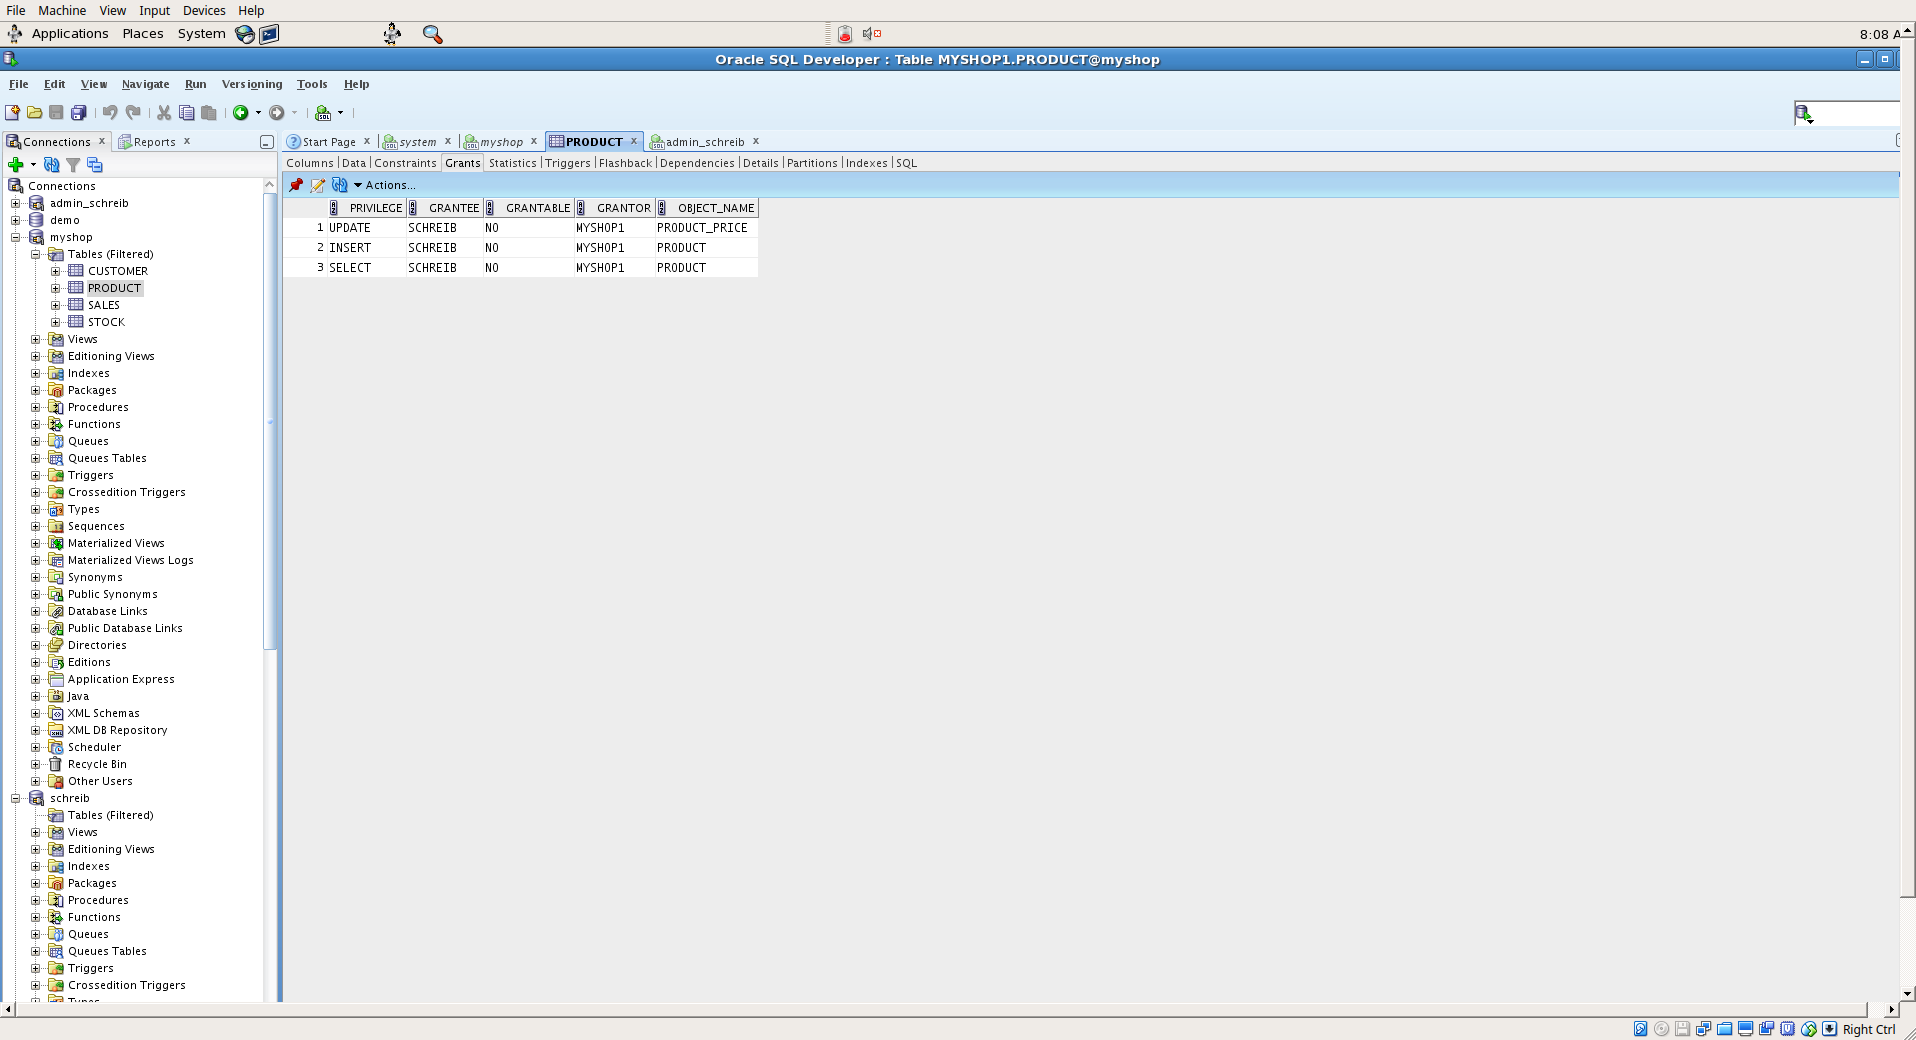 File Machine View Input Devices Help
Applications Places System 8:08 A
Oracle SQL Developer : Table MYSHOP1.PRODUCT@myshop
File Edit View Navigate Run Versioning Tools Help
Connections x Reports x Start Page x system x myshop x PRODUCT x admin_schreib x
Columns | Data | Constraints | Grants | Statistics | Triggers | Flashback | Dependencies | Details | Partitions | Indexes | SQL
Actions...
PRIVILEGE GRANTEE GRANTABLE GRANTOR OBJECT_NAME
1 UPDATE SCHREIB NO MYSHOP1 PRODUCT_PRICE
2 INSERT SCHREIB NO MYSHOP1 PRODUCT
3 SELECT SCHREIB NO MYSHOP1 PRODUCT
Connections
admin_schreib
demo
myshop
Tables (Filtered)
CUSTOMER
PRODUCT
SALES
STOCK
Views
Editioning Views
Indexes
Packages
Procedures
Functions
Queues
Queues Tables
Triggers
Crossedition Triggers
Types
Sequences
Materialized Views
Materialized Views Logs
Synonyms
Public Synonyms
Database Links
Public Database Links
Directories
Editions
Application Express
Java
XML Schemas
XML DB Repository
Scheduler
Recycle Bin
Other Users
schreib
Tables (Filtered)
Views
Editioning Views
Indexes
Packages
Procedures
Functions
Queues
Queues Tables
Triggers
Crossedition Triggers
Types
Right Ctrl